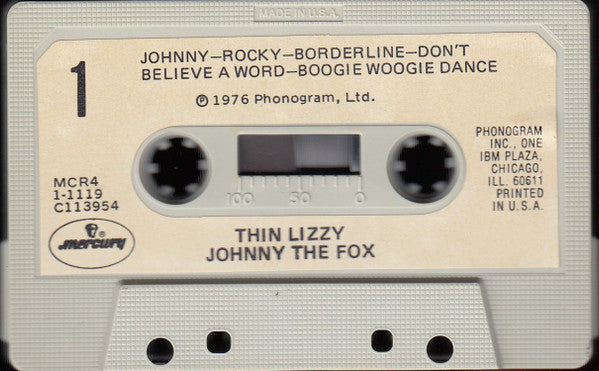 MADE IN U.S.A.
1
JOHNNY—ROCKY—BORDERLINE—DON'T
BELIEVE A WORD—BOOGIE WOOGIE DANCE
℗ 1976 Phonogram, Ltd.
MCR4
1-1119
C113954
mercury
100 50 0
PHONOGRAM
INC., ONE
IBM PLAZA,
CHICAGO,
ILL. 60611
PRINTED
IN U.S.A.
THIN LIZZY
JOHNNY THE FOX